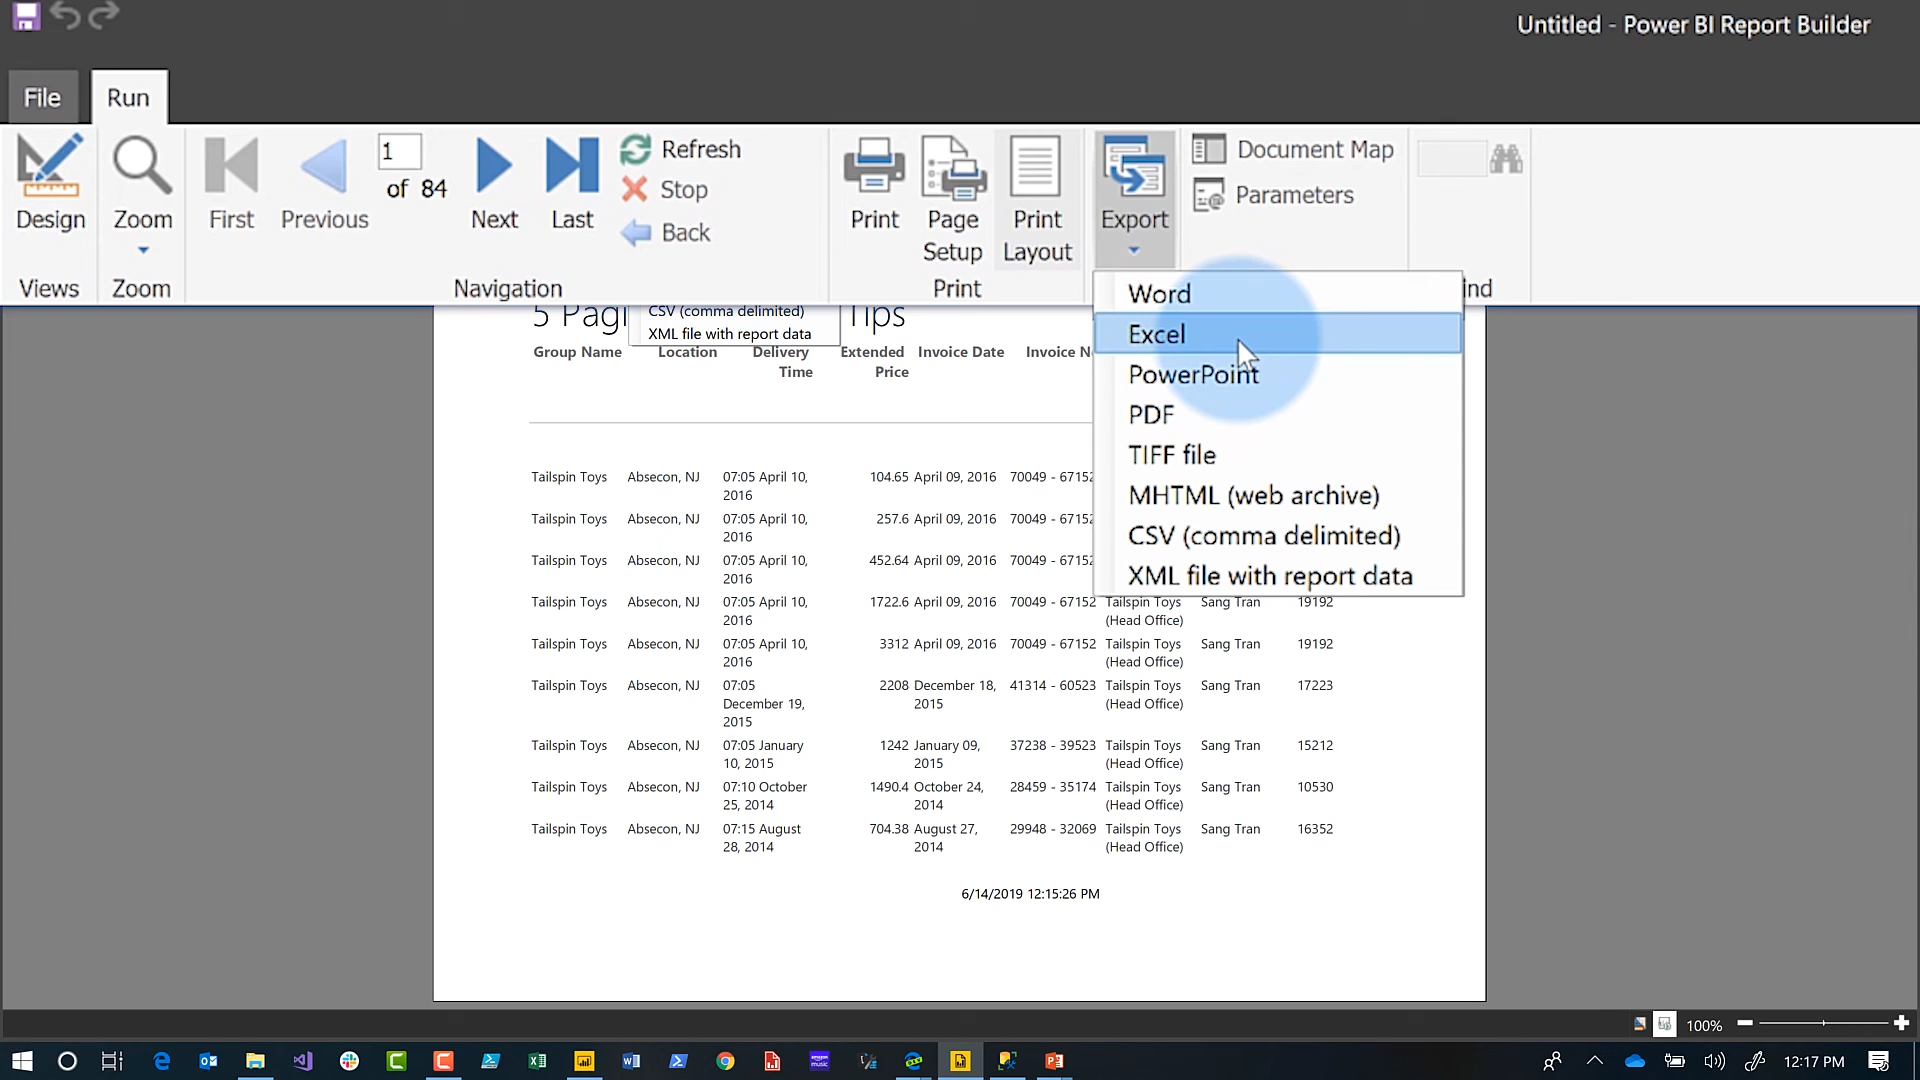 Untitled - Power BI Report Builder
File
Run
Design
Views
Zoom
Zoom
First
Previous
1
of 84
Next
Last
Refresh
Stop
Back
Navigation
Print
Page
Setup
Print
Layout
Print
Export
Document Map
Parameters
Word
Excel
PowerPoint
PDF
TIFF file
MHTML (web archive)
CSV (comma delimited)
XML file with report data
5 Pagi
Tips
CSV (comma delimited)
XML file with report data
Group Name Location Delivery Extended Invoice Date Invoice N
Time Price
Tailspin Toys Absecon, NJ 07:05 April 10, 104.65 April 09, 2016 70049 - 67152
2016
Tailspin Toys Absecon, NJ 07:05 April 10, 257.6 April 09, 2016 70049 - 67152
2016
Tailspin Toys Absecon, NJ 07:05 April 10, 452.64 April 09, 2016 70049 - 67152
2016
Tailspin Toys Absecon, NJ 07:05 April 10, 1722.6 April 09, 2016 70049 - 67152 Tailspin Toys Sang Tran 19192
2016 (Head Office)
Tailspin Toys Absecon, NJ 07:05 April 10, 3312 April 09, 2016 70049 - 67152 Tailspin Toys Sang Tran 19192
2016 (Head Office)
Tailspin Toys Absecon, NJ 07:05 2208 December 18, 41314 - 60523 Tailspin Toys Sang Tran 17223
December 19, 2015 (Head Office)
2015
Tailspin Toys Absecon, NJ 07:05 January 1242 January 09, 37238 - 39523 Tailspin Toys Sang Tran 15212
10, 2015 2015 (Head Office)
Tailspin Toys Absecon, NJ 07:10 October 1490.4 October 24, 28459 - 35174 Tailspin Toys Sang Tran 10530
25, 2014 2014 (Head Office)
Tailspin Toys Absecon, NJ 07:15 August 704.38 August 27, 29948 - 32069 Tailspin Toys Sang Tran 16352
28, 2014 2014 (Head Office)
6/14/2019 12:15:26 PM
100%
12:17 PM